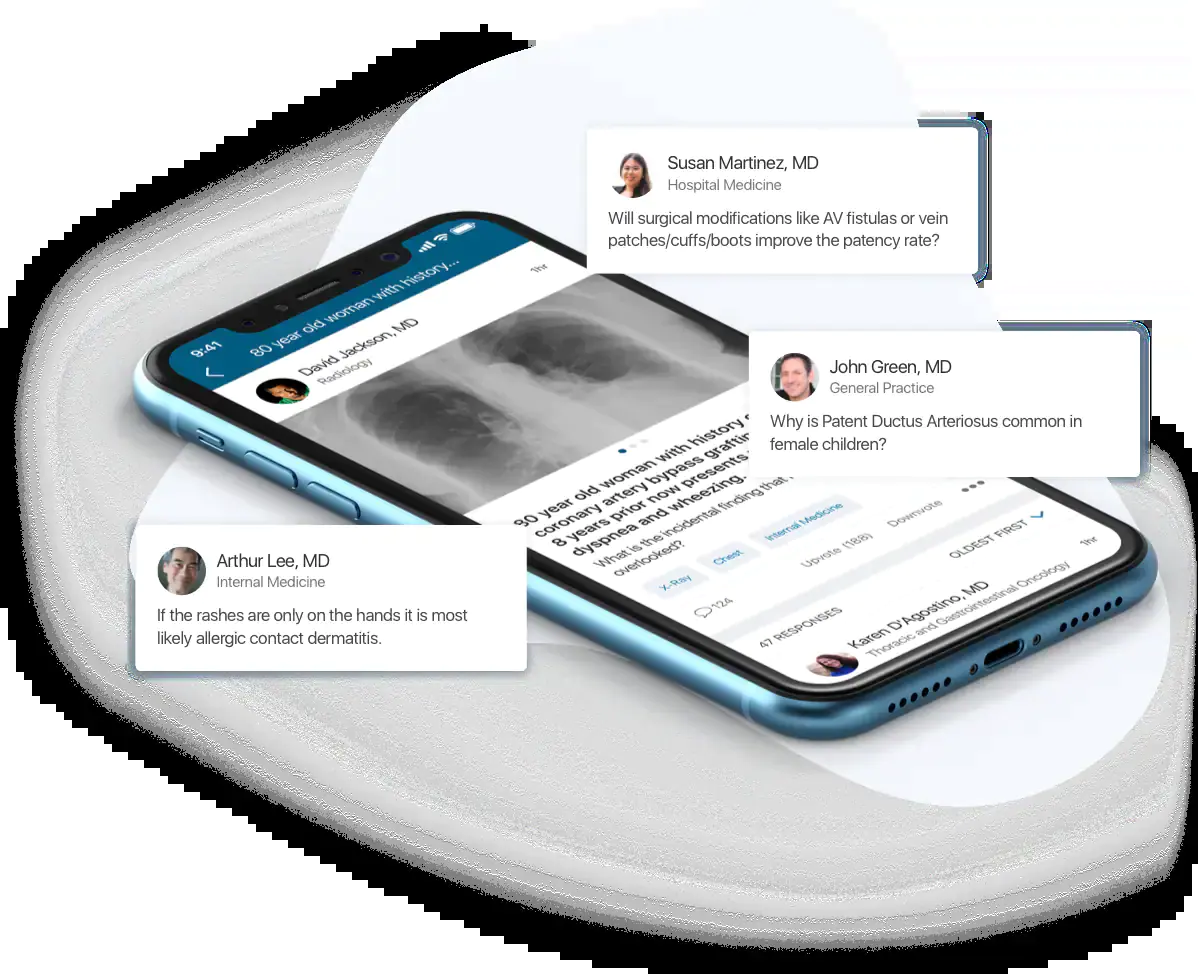 Susan Martinez, MD
Hospital Medicine
Will surgical modifications like AV fistulas or vein
patches/cuffs/boots improve the patency rate?
9:41
80 year old woman with history...
David Jackson, MD
Radiology
1hr
John Green, MD
General Practice
Why is Patent Ductus Arteriosus common in
female children?
80 year old woman with history
coronary artery bypass
8 years prior now presents
dyspnea and wheezing.
What is the incidental finding that
overlooked?
X-Ray
Chest
Internal Medicine
124
Upvote (188)
Downvote
47 RESPONSES
OLDEST FIRST
Karen D'Agostino, MD
Thoracic and Gastrointestinal Oncology
1hr
Arthur Lee, MD
Internal Medicine
If the rashes are only on the hands it is most
likely allergic contact dermatitis.